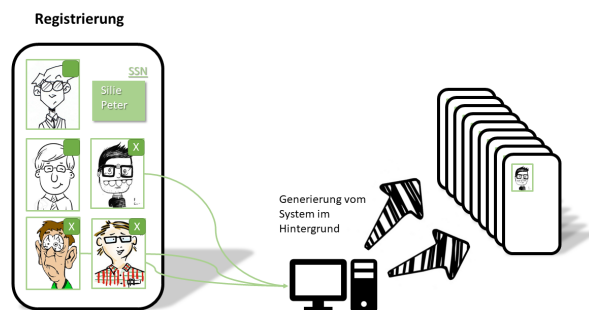 Registrierung
SSN
Silie
Peter
X
X
X
Generierung vom
System im
Hintergrund